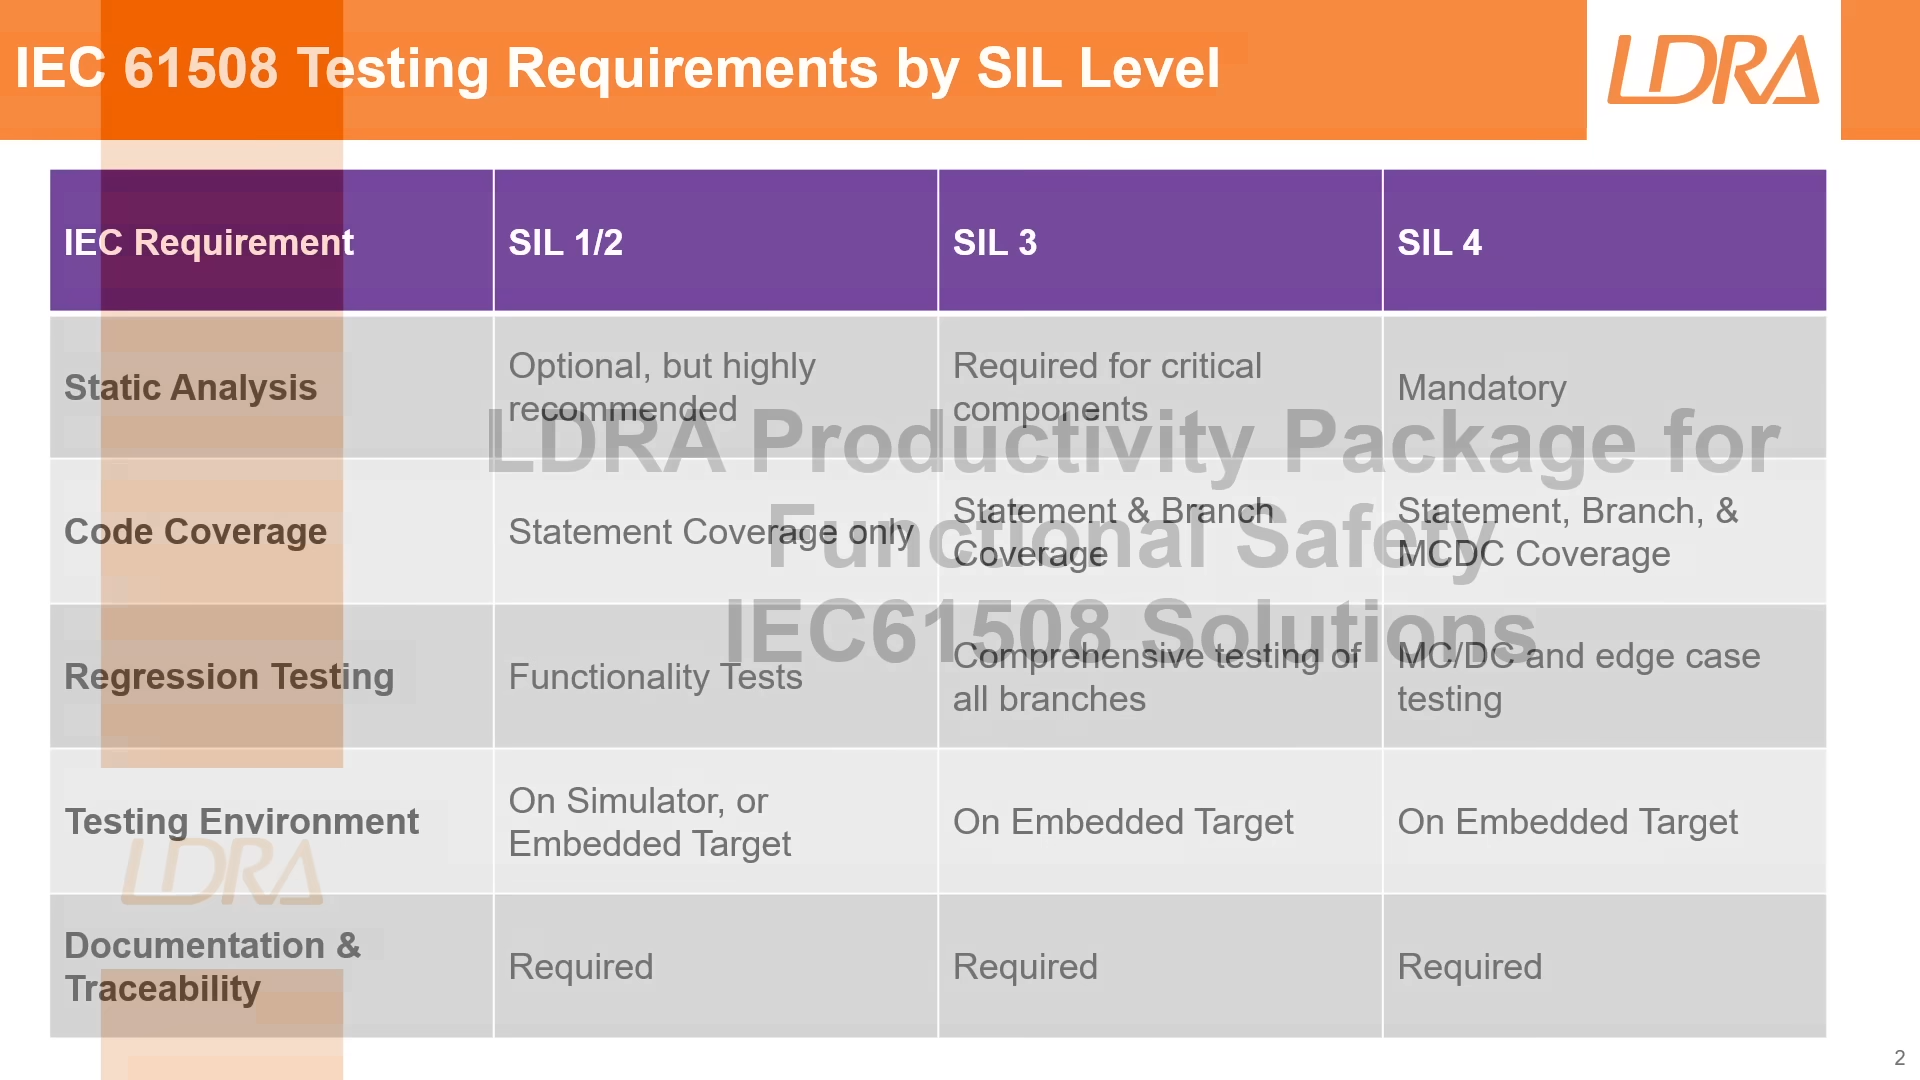 IEC 61508 Testing Requirements by SIL Level
LDRA
IEC Requirement
SIL 1/2
SIL 3
SIL 4
Static Analysis
Optional, but highly
recommended
Required for critical
components
Mandatory
LDRA Productivity Package for
Functional Safety
IEC61508 Solutions
Code Coverage
Statement Coverage only
Statement & Branch
Coverage
Statement, Branch, &
MCDC Coverage
Regression Testing
Functionality Tests
Comprehensive testing of
all branches
MC/DC and edge case
testing
Testing Environment
On Simulator, or
Embedded Target
On Embedded Target
On Embedded Target
LDRA
Documentation &
Traceability
Required
Required
Required
2